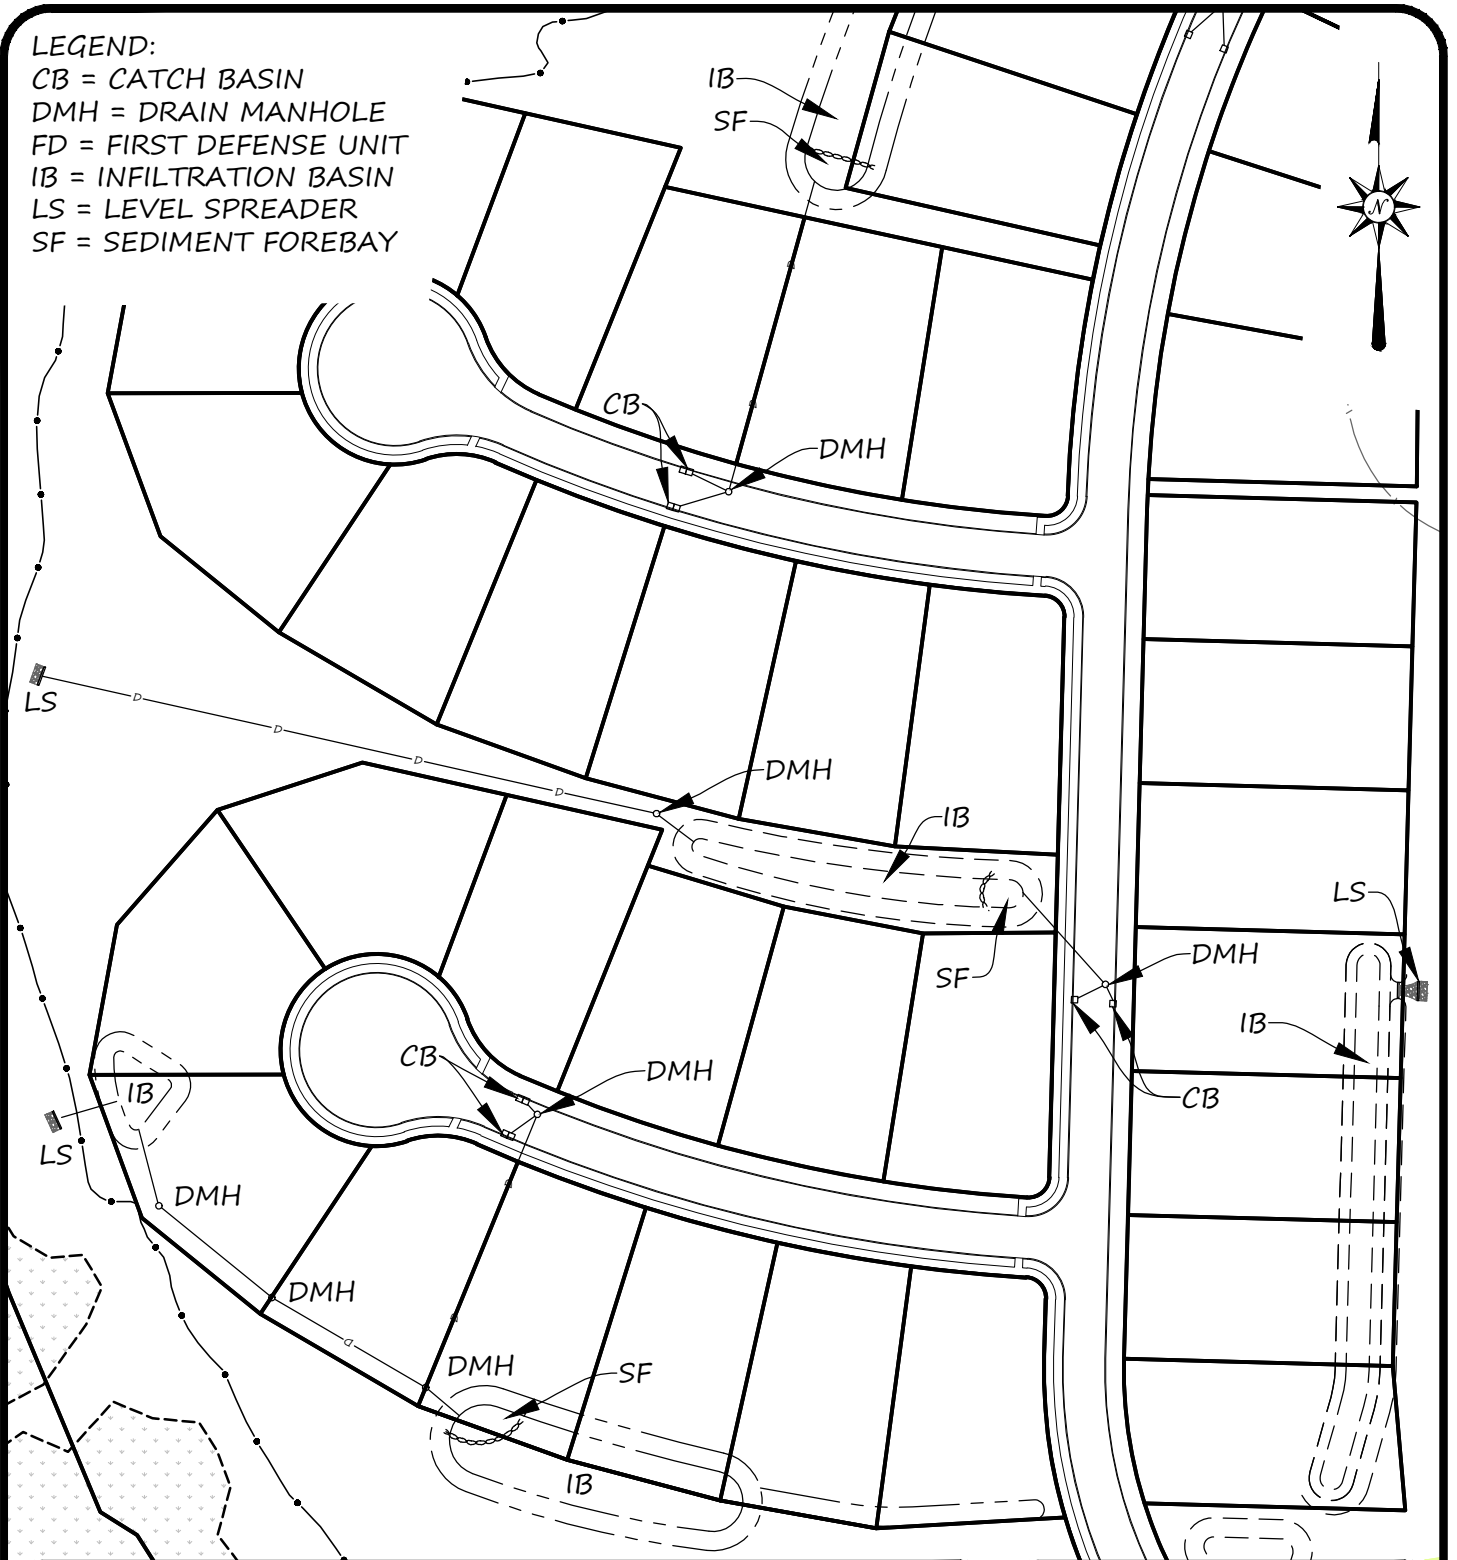 LEGEND:
CB = CATCH BASIN
DMH = DRAIN MANHOLE
FD = FIRST DEFENSE UNIT
IB = INFILTRATION BASIN
LS = LEVEL SPREADER
SF = SEDIMENT FOREBAY
IB
SF
N
CB
DMH
LS
D
D
D
D
DMH
IB
LS
SF
DMH
IB
CB
CB
DMH
IB
LS
DMH
DMH
D
DMH
SF
IB